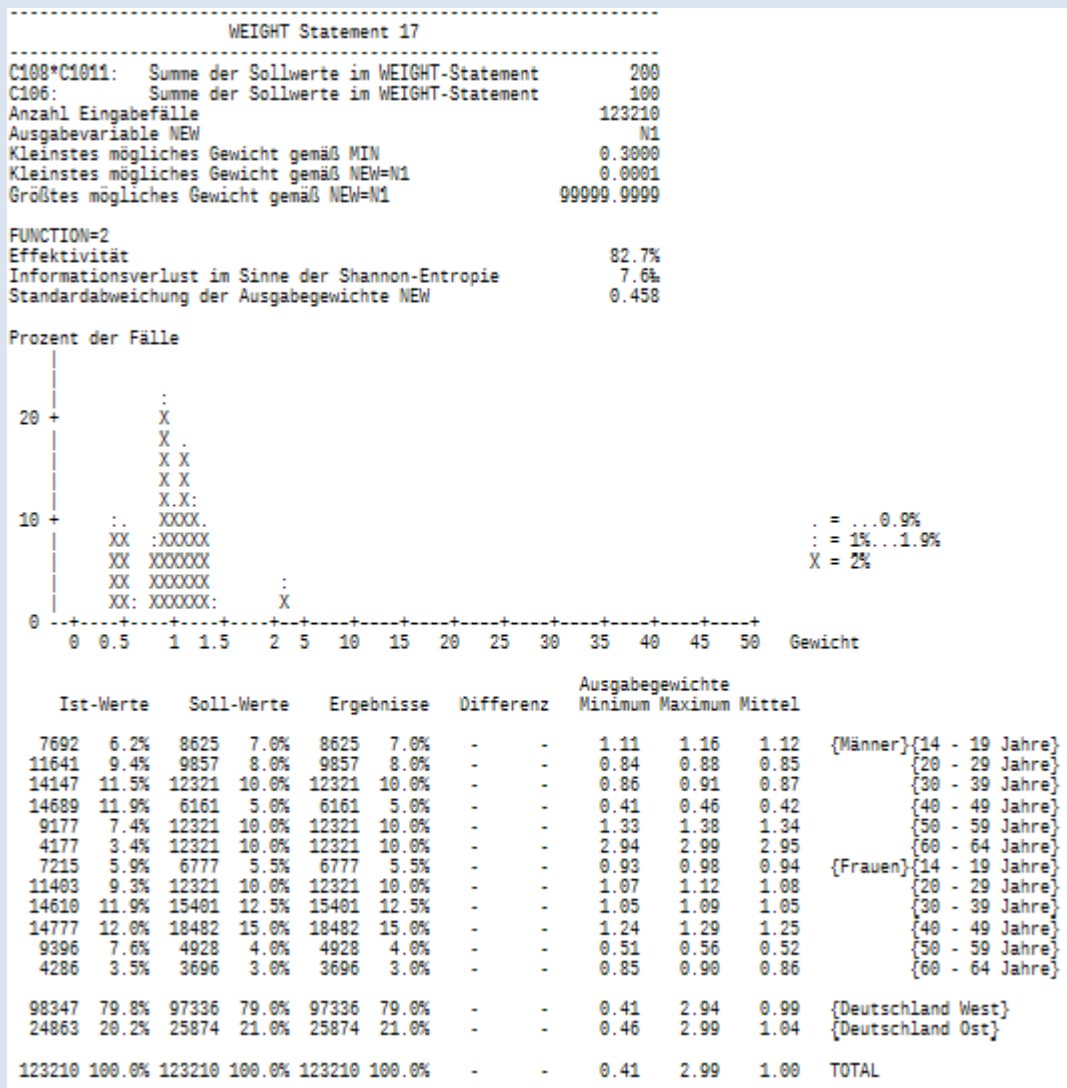 ----------------------------------------------------------------
WEIGHT Statement 17
----------------------------------------------------------------
C108*C1011:   Summe der Sollwerte im WEIGHT-Statement         200
C106:         Summe der Sollwerte im WEIGHT-Statement         100
Anzahl Eingabefälle                                        123210
Ausgabevariable NEW                                            N1
Kleinstes mögliches Gewicht gemäß MIN                      0.3000
Kleinstes mögliches Gewicht gemäß NEW=N1                   0.0001
Größtes mögliches Gewicht gemäß NEW=N1                 99999.9999
FUNCTION=2
Effektivität                                                82.7%
Informationsverlust im Sinne der Shannon-Entropie            7.6‰
Standardabweichung der Ausgabegewichte NEW                  0.458
Prozent der Fälle
|
|
|          :
20 +          X
|          X .
|          X X
|          X X
|          X.X:
10 +     :.   XXXX.     . = ...0.9%
|     XX  :XXXXX     : = 1%...1.9%
|     XX  XXXXXX     X = 2%
|     XX  XXXXXX       :
|     XX: XXXXXX:      X
0 --+----+----+----+----+--+----+----+----+----+----+----+----+----+----+
0  0.5    1  1.5    2  5   10   15   20   25   30   35   40   45   50   Gewicht
Ausgabegewichte
Ist-Werte    Soll-Werte    Ergebnisse   Differenz   Minimum Maximum Mittel
7692   6.2%   8625   7.0%   8625   7.0%   -    -    1.11    1.16    1.12   {Männer}{14 - 19 Jahre}
11641   9.4%   9857   8.0%   9857   8.0%   -    -    0.84    0.88    0.85   {20 - 29 Jahre}
14147  11.5%  12321  10.0%  12321  10.0%   -    -    0.86    0.91    0.87   {30 - 39 Jahre}
14689  11.9%   6161   5.0%   6161   5.0%   -    -    0.41    0.46    0.42   {40 - 49 Jahre}
9177   7.4%  12321  10.0%  12321  10.0%   -    -    1.33    1.38    1.34   {50 - 59 Jahre}
4177   3.4%  12321  10.0%  12321  10.0%   -    -    2.94    2.99    2.95   {60 - 64 Jahre}
7215   5.9%   6777   5.5%   6777   5.5%   -    -    0.93    0.98    0.94   {Frauen}{14 - 19 Jahre}
11403   9.3%  12321  10.0%  12321  10.0%   -    -    1.07    1.12    1.08   {20 - 29 Jahre}
14610  11.9%  15401  12.5%  15401  12.5%   -    -    1.05    1.09    1.05   {30 - 39 Jahre}
14777  12.0%  18482  15.0%  18482  15.0%   -    -    1.24    1.29    1.25   {40 - 49 Jahre}
9396   7.6%   4928   4.0%   4928   4.0%   -    -    0.51    0.56    0.52   {50 - 59 Jahre}
4286   3.5%   3696   3.0%   3696   3.0%   -    -    0.85    0.90    0.86   {60 - 64 Jahre}
98347  79.8%  97336  79.0%  97336  79.0%   -    -    0.41    2.94    0.99   {Deutschland West}
24863  20.2%  25874  21.0%  25874  21.0%   -    -    0.46    2.99    1.04   {Deutschland Ost}
123210 100.0% 123210 100.0% 123210 100.0%   -    -    0.41    2.99    1.00   TOTAL